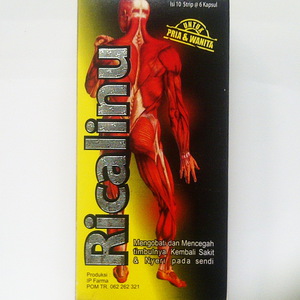 Isi 10 Strip @ 6 Kapsul
UNTUK
PRIA & WANITA
Ricalinu
Mengobati dan Mencegah
timbulnya Kembali Sakit
& Nyeri pada sendi
Produksi
IP Farma
POM TR. 062 262 321